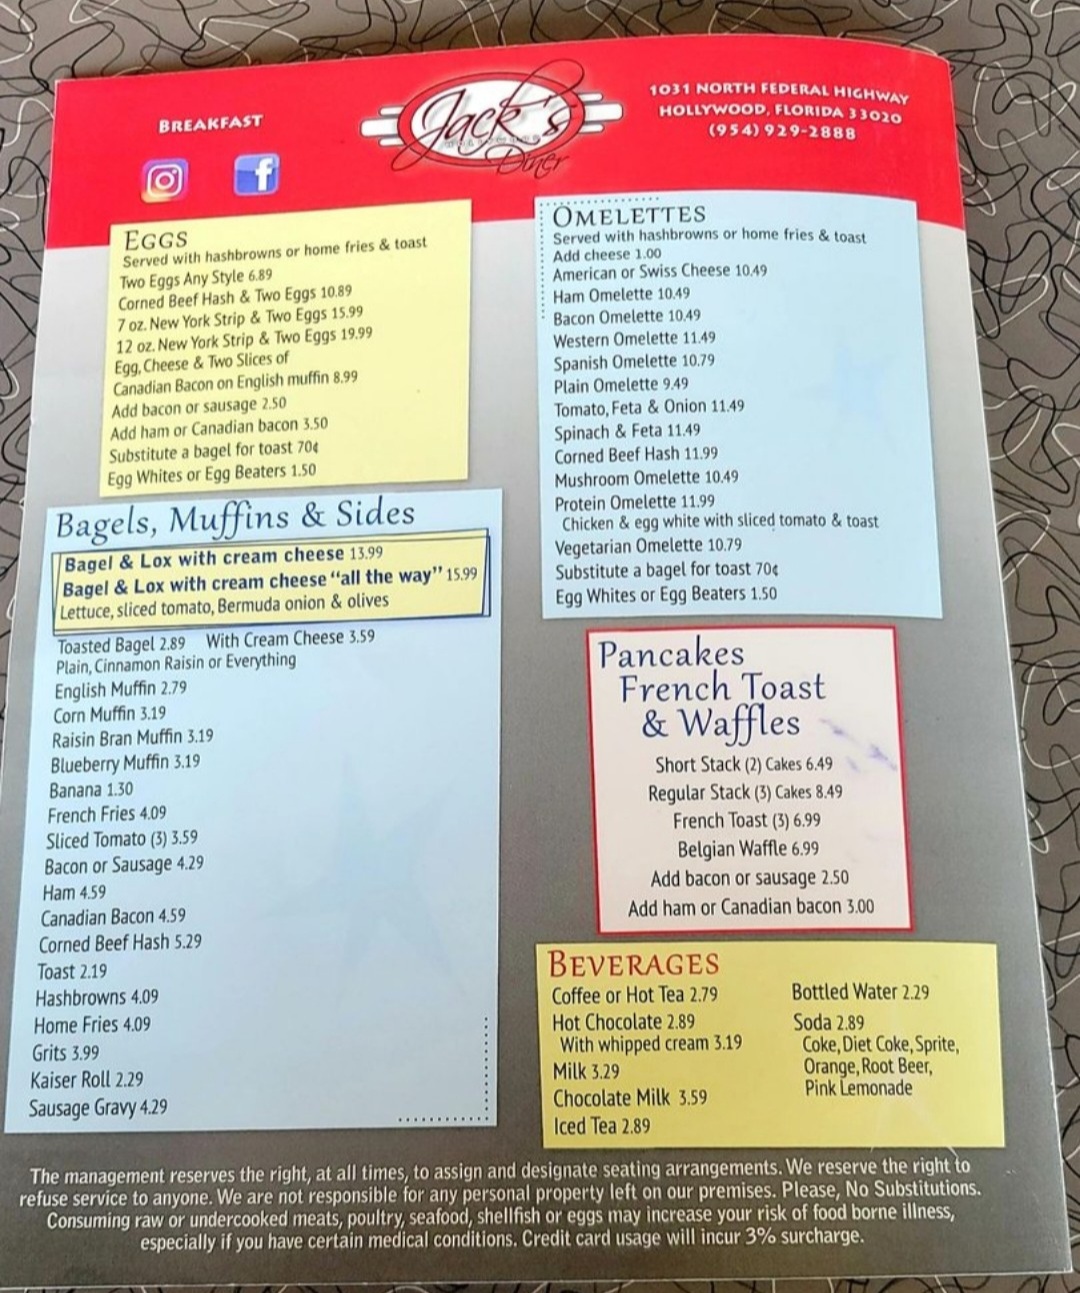 BREAKFAST
Jack's
Diner
1031 NORTH FEDERAL HIGHWAY
HOLLYWOOD, FLORIDA 33020
(954) 929-2888
EGGS
Served with hashbrowns or home fries & toast
Two Eggs Any Style 6.89
Corned Beef Hash & Two Eggs 10.89
7 oz. New York Strip & Two Eggs 15.99
12 oz. New York Strip & Two Eggs 19.99
Egg, Cheese & Two Slices of
Canadian Bacon on English muffin 8.99
Add bacon or sausage 2.50
Add ham or Canadian bacon 3.50
Substitute a bagel for toast 70¢
Egg Whites or Egg Beaters 1.50
Bagels, Muffins & Sides
Bagel & Lox with cream cheese 13.99
Bagel & Lox with cream cheese "all the way" 15.99
Lettuce, sliced tomato, Bermuda onion & olives
Toasted Bagel 2.89 With Cream Cheese 3.59
Plain, Cinnamon Raisin or Everything
English Muffin 2.79
Corn Muffin 3.19
Raisin Bran Muffin 3.19
Blueberry Muffin 3.19
Banana 1.30
French Fries 4.09
Sliced Tomato (3) 3.59
Bacon or Sausage 4.29
Ham 4.59
Canadian Bacon 4.59
Corned Beef Hash 5.29
Toast 2.19
Hashbrowns 4.09
Home Fries 4.09
Grits 3.99
Kaiser Roll 2.29
Sausage Gravy 4.29
OMELETTES
Served with hashbrowns or home fries & toast
Add cheese 1.00
American or Swiss Cheese 10.49
Ham Omelette 10.49
Bacon Omelette 10.49
Western Omelette 11.49
Spanish Omelette 10.79
Plain Omelette 9.49
Tomato, Feta & Onion 11.49
Spinach & Feta 11.49
Corned Beef Hash 11.99
Mushroom Omelette 10.49
Protein Omelette 11.99
Chicken & egg white with sliced tomato & toast
Vegetarian Omelette 10.79
Substitute a bagel for toast 70¢
Egg Whites or Egg Beaters 1.50
Pancakes
French Toast
& Waffles
Short Stack (2) Cakes 6.49
Regular Stack (3) Cakes 8.49
French Toast (3) 6.99
Belgian Waffle 6.99
Add bacon or sausage 2.50
Add ham or Canadian bacon 3.00
BEVERAGES
Coffee or Hot Tea 2.79
Hot Chocolate 2.89
With whipped cream 3.19
Milk 3.29
Chocolate Milk 3.59
Iced Tea 2.89
Bottled Water 2.29
Soda 2.89
Coke, Diet Coke, Sprite,
Orange, Root Beer,
Pink Lemonade
The management reserves the right, at all times, to assign and designate seating arrangements. We reserve the right to
refuse service to anyone. We are not responsible for any personal property left on our premises. Please, No Substitutions.
Consuming raw or undercooked meats, poultry, seafood, shellfish or eggs may increase your risk of food borne illness,
especially if you have certain medical conditions. Credit card usage will incur 3% surcharge.